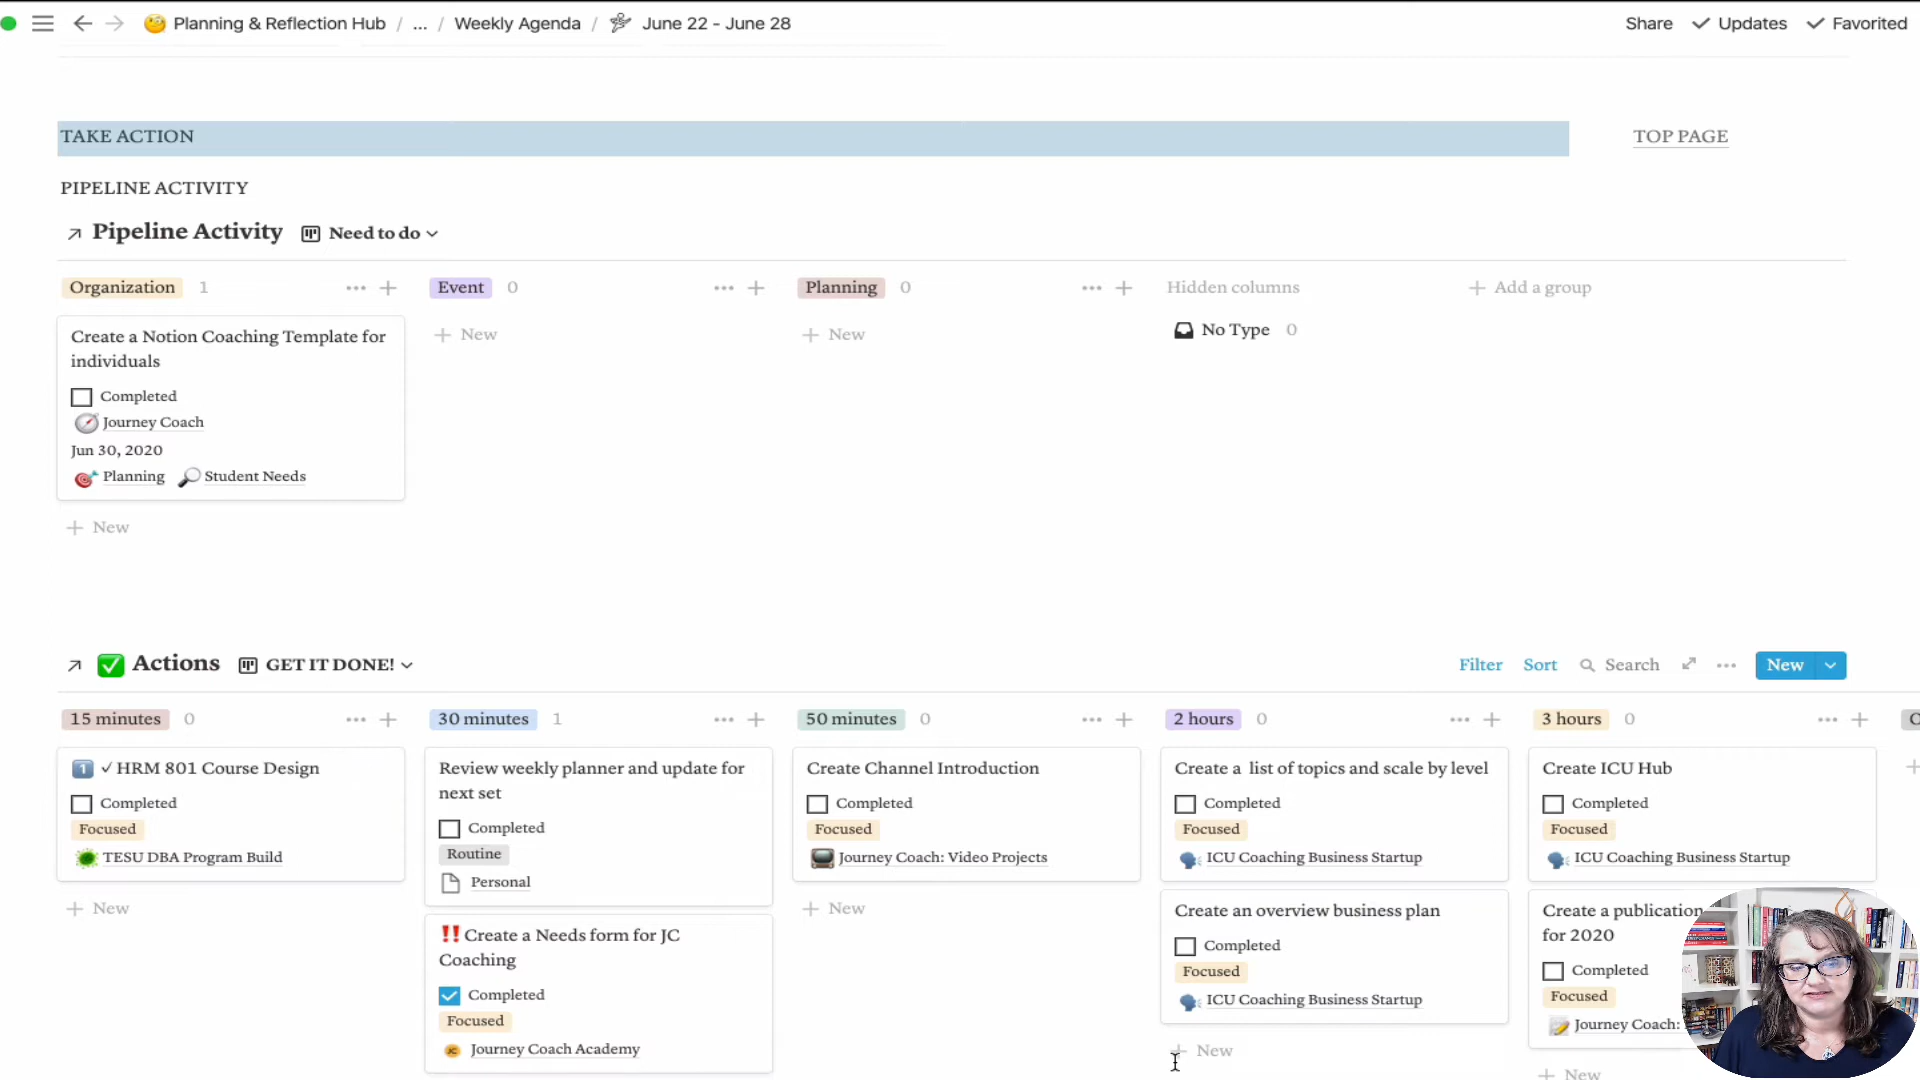 Planning & Reflection Hub / ... / Weekly Agenda / June 22 - June 28
Share Updates Favorited
TAKE ACTION
TOP PAGE
PIPELINE ACTIVITY
Pipeline Activity Need to do
Organization 1
Event 0
Planning 0
Hidden columns
Add a group
Create a Notion Coaching Template for
individuals
Completed
Journey Coach
Jun 30, 2020
Planning Student Needs
New
New
New
No Type 0
Actions GET IT DONE!
Filter Sort Search New
15 minutes 0
30 minutes 1
50 minutes 0
2 hours 0
3 hours 0
✓ HRM 801 Course Design
Completed
Focused
TESU DBA Program Build
New
Review weekly planner and update for
next set
Completed
Routine
Personal
!! Create a Needs form for JC
Coaching
Completed
Focused
Journey Coach Academy
Create Channel Introduction
Completed
Focused
Journey Coach: Video Projects
New
Create a list of topics and scale by level
Completed
Focused
ICU Coaching Business Startup
Create an overview business plan
Completed
Focused
ICU Coaching Business Startup
New
Create ICU Hub
Completed
Focused
ICU Coaching Business Startup
Create a publication
for 2020
Completed
Focused
Journey Coach:
New